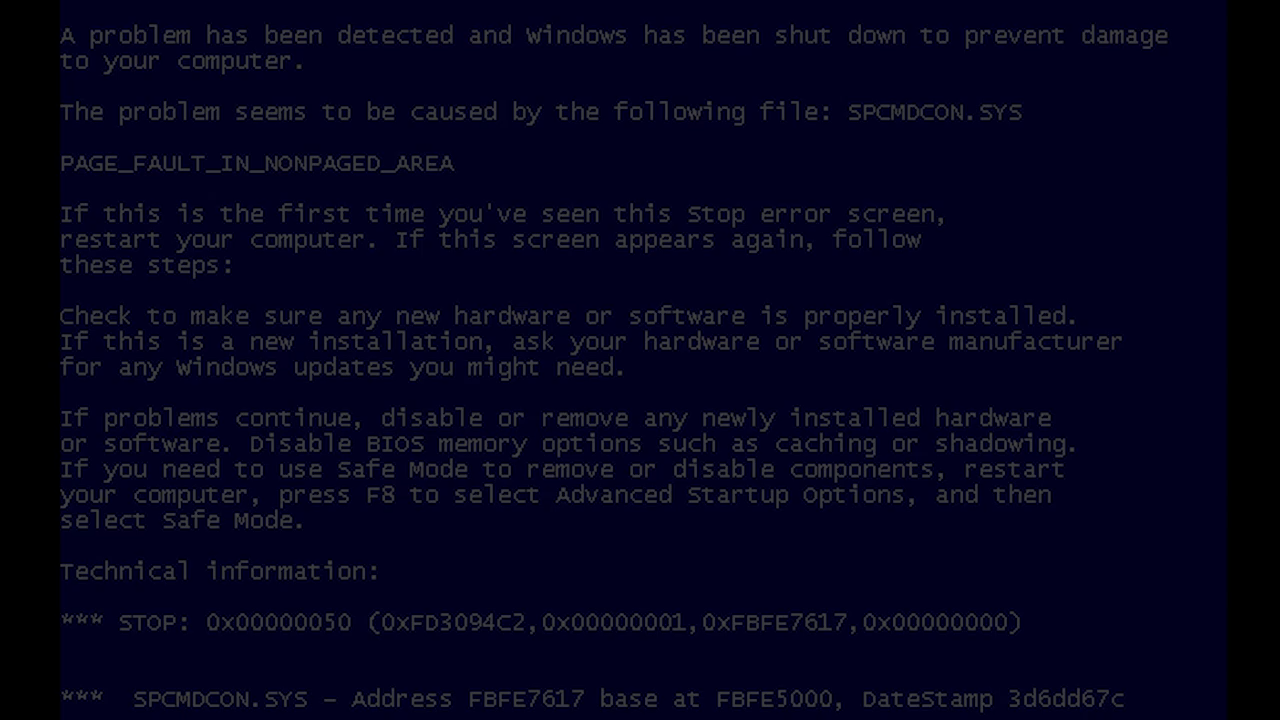 A problem has been detected and Windows has been shut down to prevent damage
to your computer.
The problem seems to be caused by the following file: SPCMDCON.SYS
PAGE_FAULT_IN_NONPAGED_AREA
If this is the first time you've seen this Stop error screen,
restart your computer. If this screen appears again, follow
these steps:
Check to make sure any new hardware or software is properly installed.
If this is a new installation, ask your hardware or software manufacturer
for any Windows updates you might need.
If problems continue, disable or remove any newly installed hardware
or software. Disable BIOS memory options such as caching or shadowing.
If you need to use Safe Mode to remove or disable components, restart
your computer, press F8 to select Advanced Startup Options, and then
select Safe Mode.
Technical information:
*** STOP: 0x00000050 (0xFD3094C2,0x00000001,0xFBFE7617,0x00000000)
***  SPCMDCON.SYS – Address FBFE7617 base at FBFE5000, DateStamp 3d6dd67c